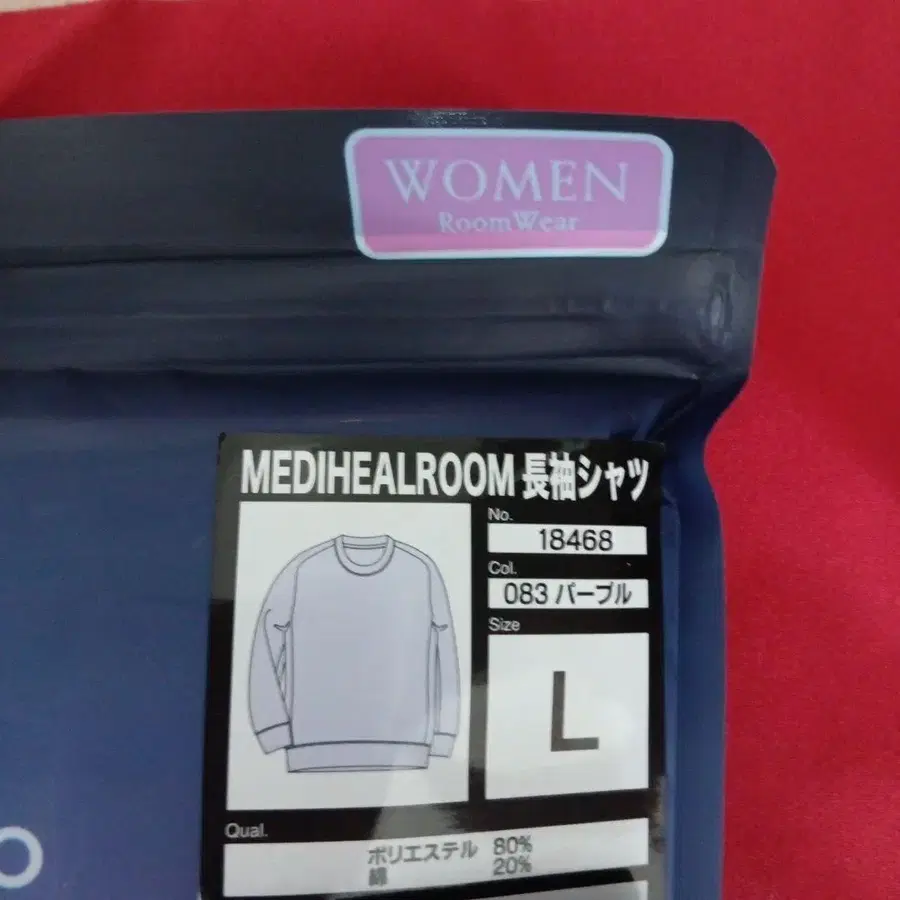 WOMEN
RoomWear
MEDIHEALROOM 長袖シャツ
No.
18468
Col.
083 パープル
Size
L
Qual.
ポリエステル 80%
綿 20%